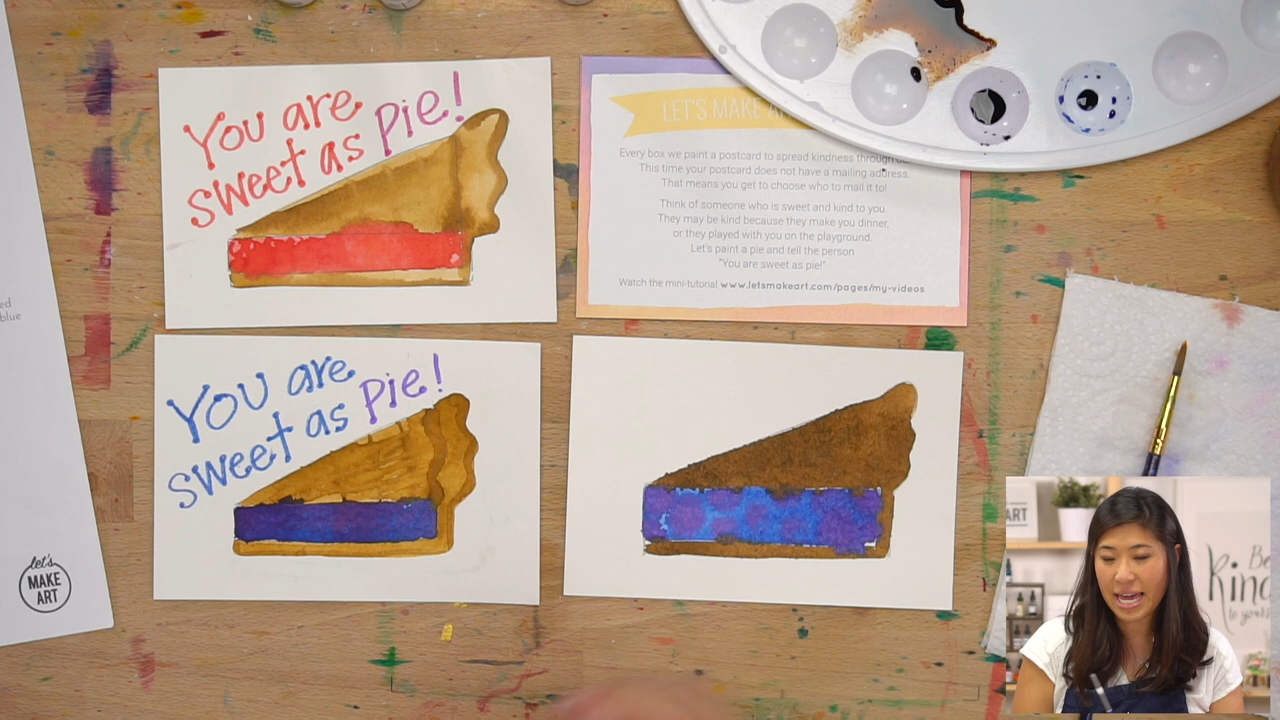 You are
sweet as Pie!
LET'S MAKE A
Every box we paint a postcard to spread kindness through
This time your postcard does not have a mailing address.
That means you get to choose who to mail it to!
Think of someone who is sweet and kind to you.
They may be kind because they make you dinner,
or they played with you on the playground.
Let's paint a pie and tell the person
"You are sweet as pie!"
Watch the mini-tutorial www.letsmakeart.com/pages/my-videos
ed
blue
let's
MAKE
ART
You are
sweet as Pie!
ART
Be
kind
to yours